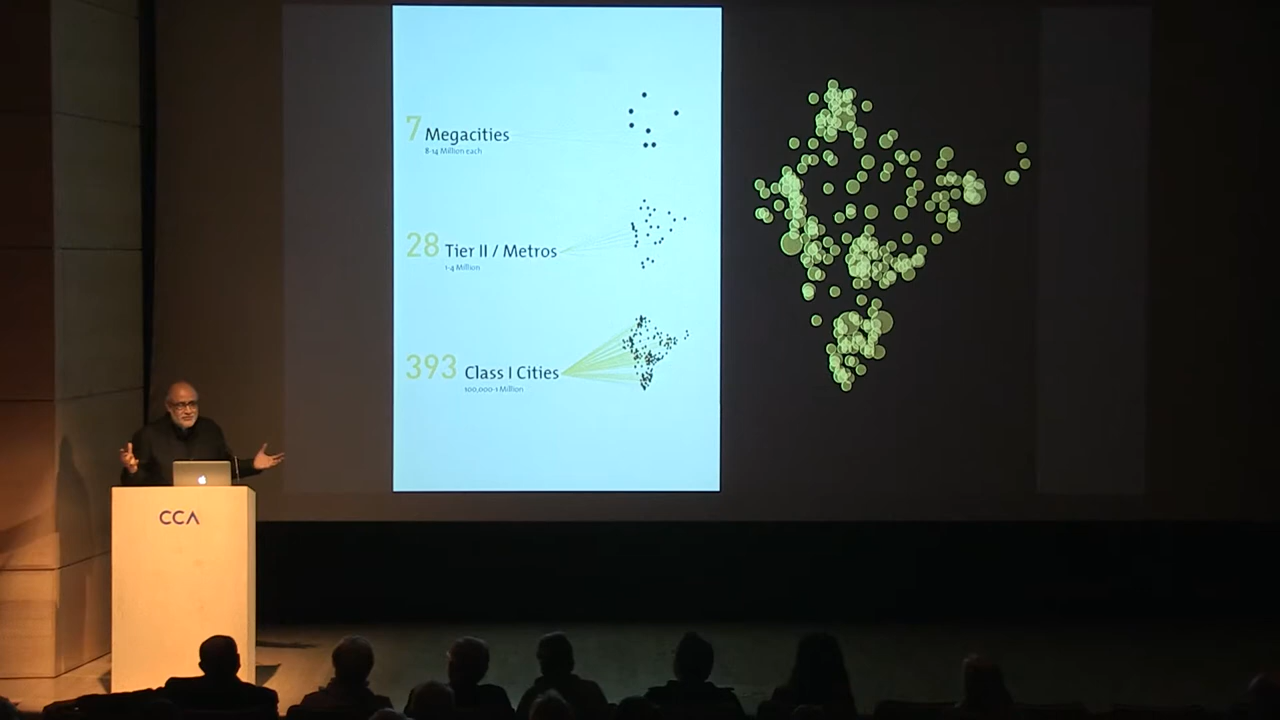 7 Megacities
8-14 Million each
28 Tier II / Metros
1-4 Million
393 Class I Cities
100,000-1 Million
CCA